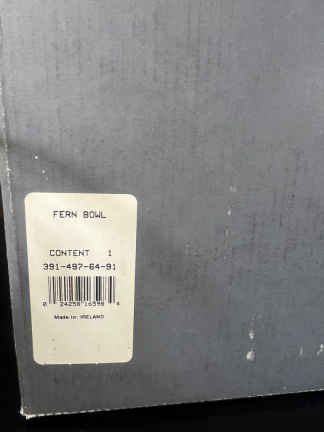 FERN BOWL
CONTENT 1
391-497-64-91
0 24258 16598 4
Made in IRELAND